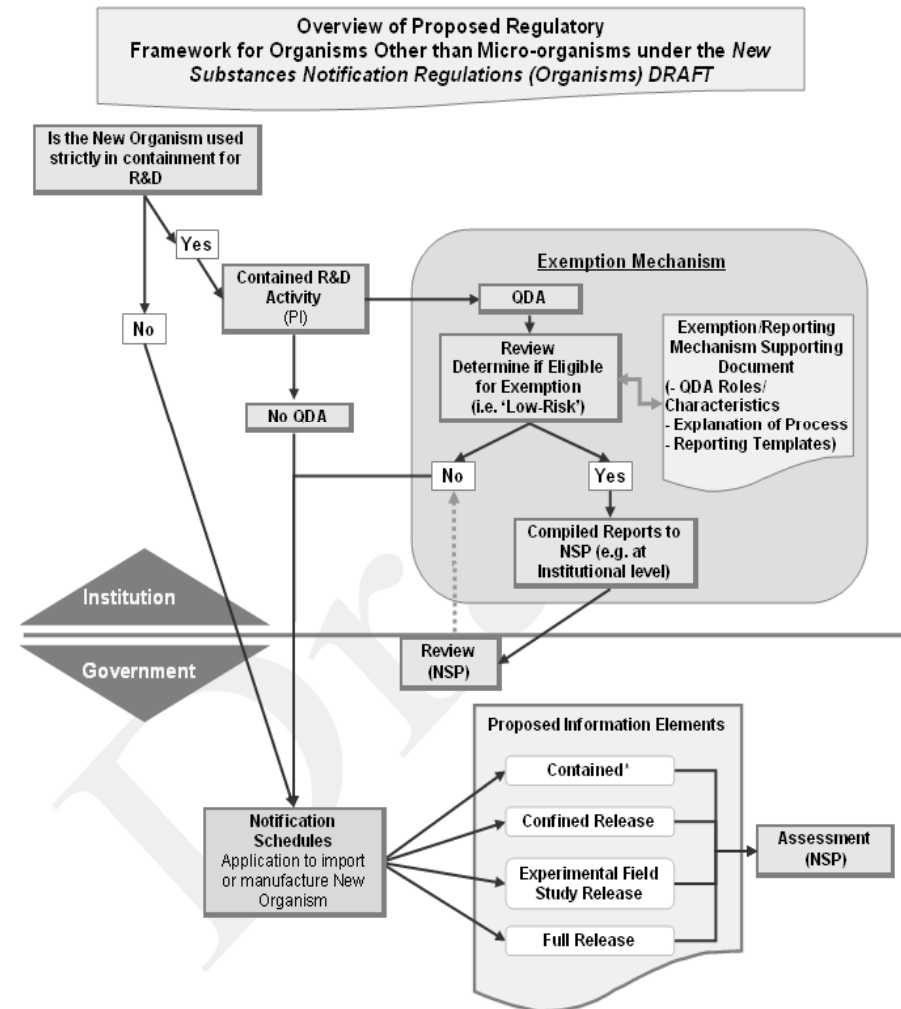 Overview of Proposed Regulatory
Framework for Organisms Other than Micro-organisms under the New
Substances Notification Regulations (Organisms) DRAFT
Is the New Organism used
strictly in containment for
R&D
Yes
No
Contained R&D
Activity
(PI)
No QDA
Exemption Mechanism
QDA
Review
Determine if Eligible
for Exemption
(i.e. 'Low-Risk')
Exemption/Reporting
Mechanism Supporting
Document
(- QDA Roles/
Characteristics
- Explanation of Process
- Reporting Templates)
No
Yes
Compiled Reports to
NSP (e.g. at
Institutional level)
Institution
Government
Review
(NSP)
Proposed Information Elements
Contained*
Confined Release
Experimental Field
Study Release
Full Release
Notification
Schedules
Application to import
or manufacture New
Organism
Assessment
(NSP)
Draft